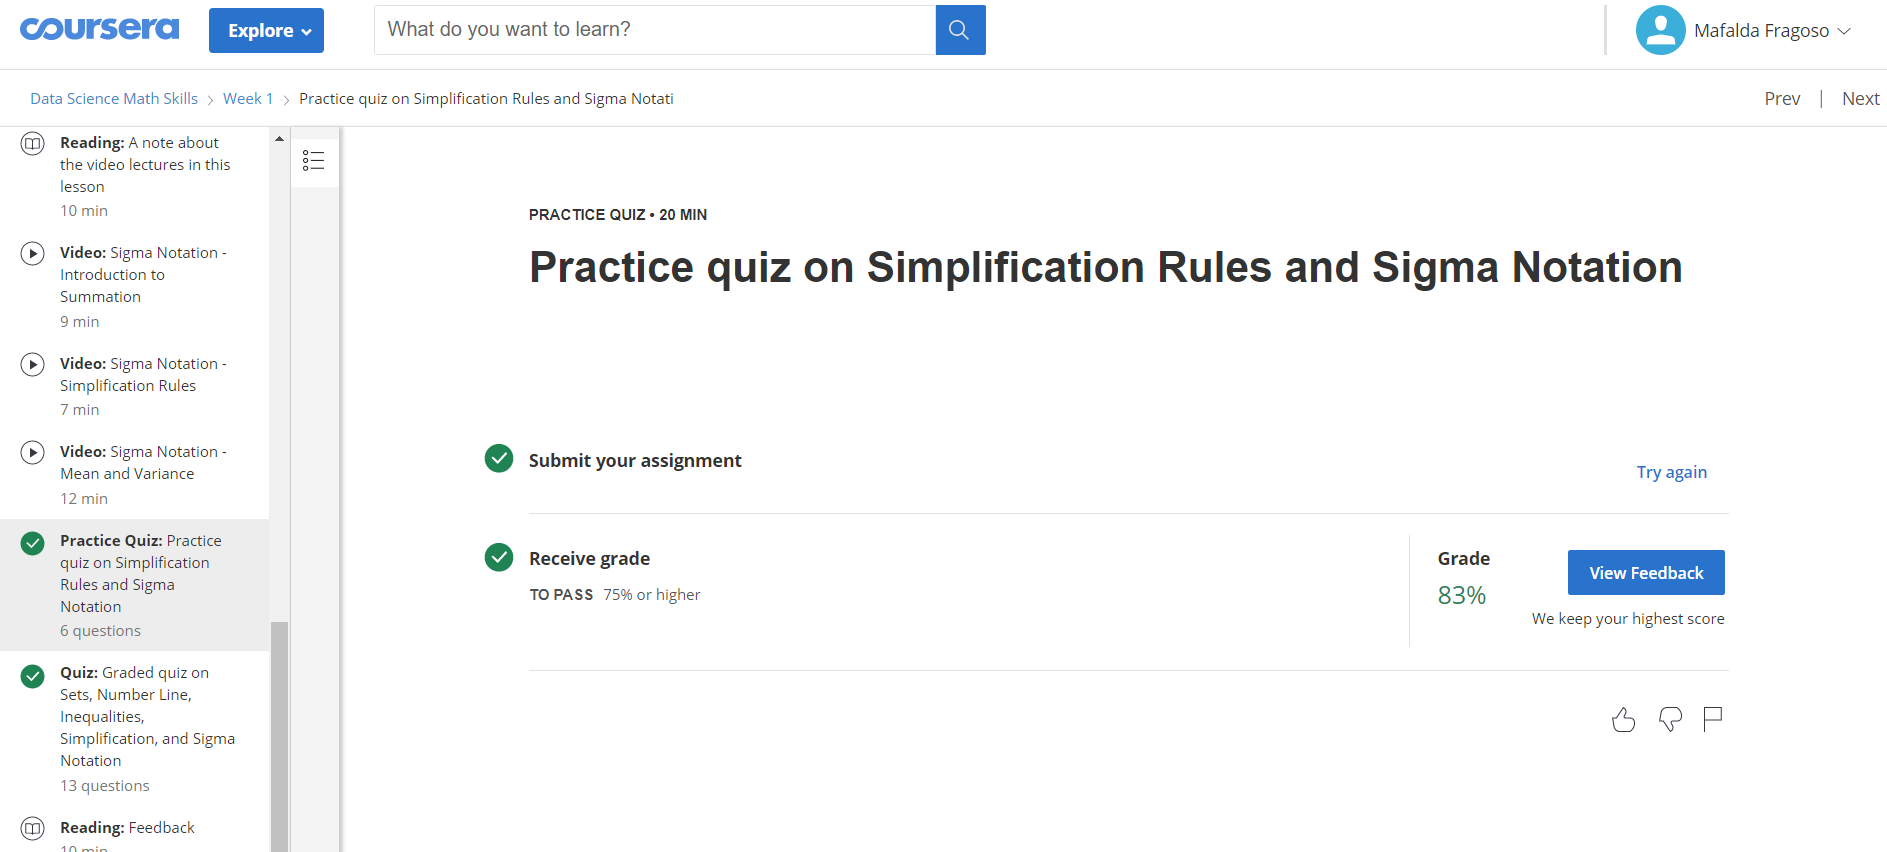 coursera
Explore
What do you want to learn?
Mafalda Fragoso
Data Science Math Skills
Week 1
Practice quiz on Simplification Rules and Sigma Notati
Prev | Next
Reading: A note about
the video lectures in this
lesson
10 min
Video: Sigma Notation -
Introduction to
Summation
9 min
Video: Sigma Notation -
Simplification Rules
7 min
Video: Sigma Notation -
Mean and Variance
12 min
Practice Quiz: Practice
quiz on Simplification
Rules and Sigma
Notation
6 questions
Quiz: Graded quiz on
Sets, Number Line,
Inequalities,
Simplification, and Sigma
Notation
13 questions
Reading: Feedback
10 min
PRACTICE QUIZ • 20 MIN
Practice quiz on Simplification Rules and Sigma Notation
Submit your assignment
Try again
Receive grade
TO PASS 75% or higher
Grade
83%
View Feedback
We keep your highest score